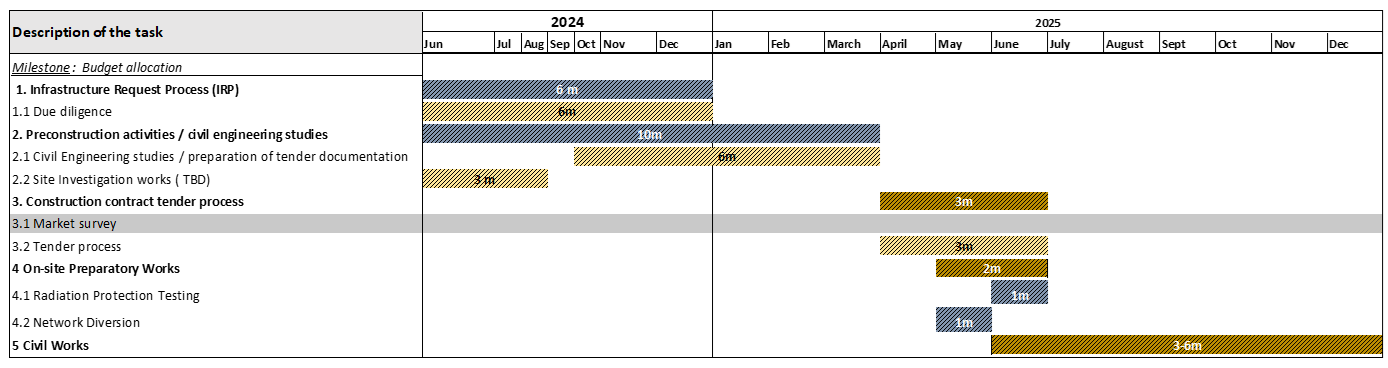 Description of the task
2024
2025
Jun Jul Aug Sep Oct Nov Dec Jan Feb March April May June July August Sept Oct Nov Dec
Milestone : Budget allocation
1. Infrastructure Request Process (IRP) 6 m
1.1 Due diligence 6m
2. Preconstruction activities / civil engineering studies 10m
2.1 Civil Engineering studies / preparation of tender documentation 6m
2.2 Site Investigation works ( TBD) 3 m
3. Construction contract tender process 3m
3.1 Market survey
3.2 Tender process 3m
4 On-site Preparatory Works 2m
4.1 Radiation Protection Testing 1m
4.2 Network Diversion 1m
5 Civil Works 3-6m